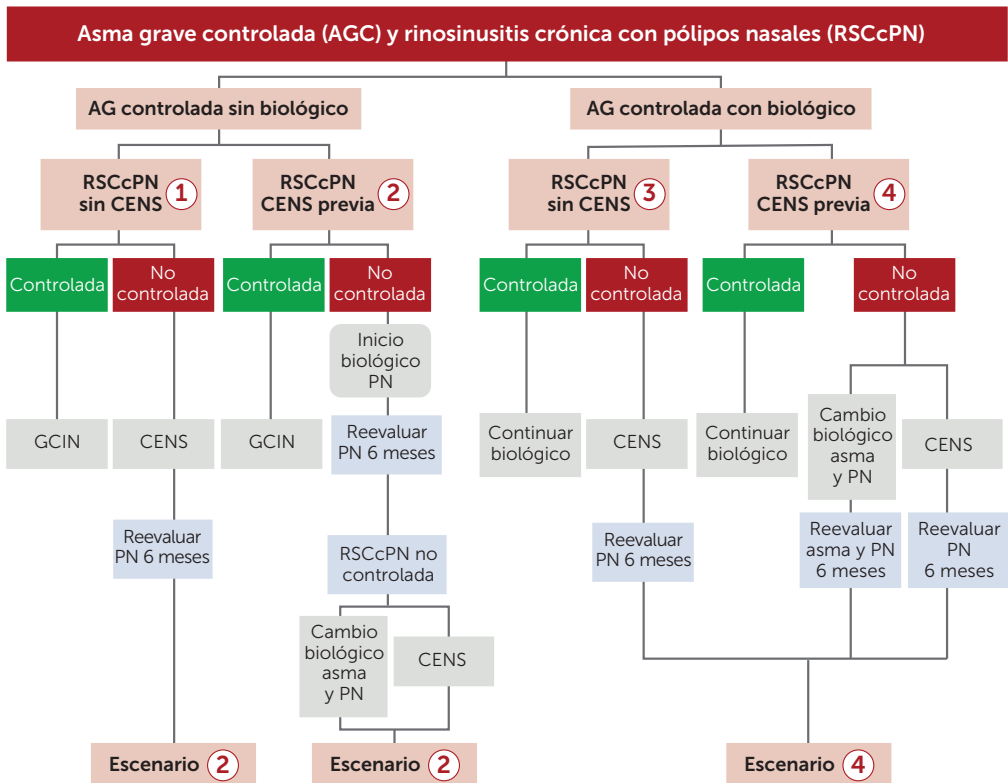 Asma grave controlada (AGC) y rinosinusitis crónica con pólipos nasales (RSCcPN)
AG controlada sin biológico
AG controlada con biológico
RSCcPN
sin CENS
1
RSCcPN
CENS previa
2
RSCcPN
sin CENS
3
RSCcPN
CENS previa
4
Controlada
No
controlada
Controlada
No
controlada
Controlada
No
controlada
Controlada
No
controlada
Inicio
biológico
PN
GCIN
CENS
GCIN
Reevaluar
PN 6 meses
Continuar
biológico
CENS
Continuar
biológico
Cambio
biológico
asma
y PN
CENS
Reevaluar
PN 6 meses
RSCcPN no
controlada
Reevaluar
PN 6 meses
Reevaluar
asma y PN
6 meses
Reevaluar
PN
6 meses
Cambio
biológico
asma
y PN
CENS
Escenario 2
Escenario 2
Escenario 4